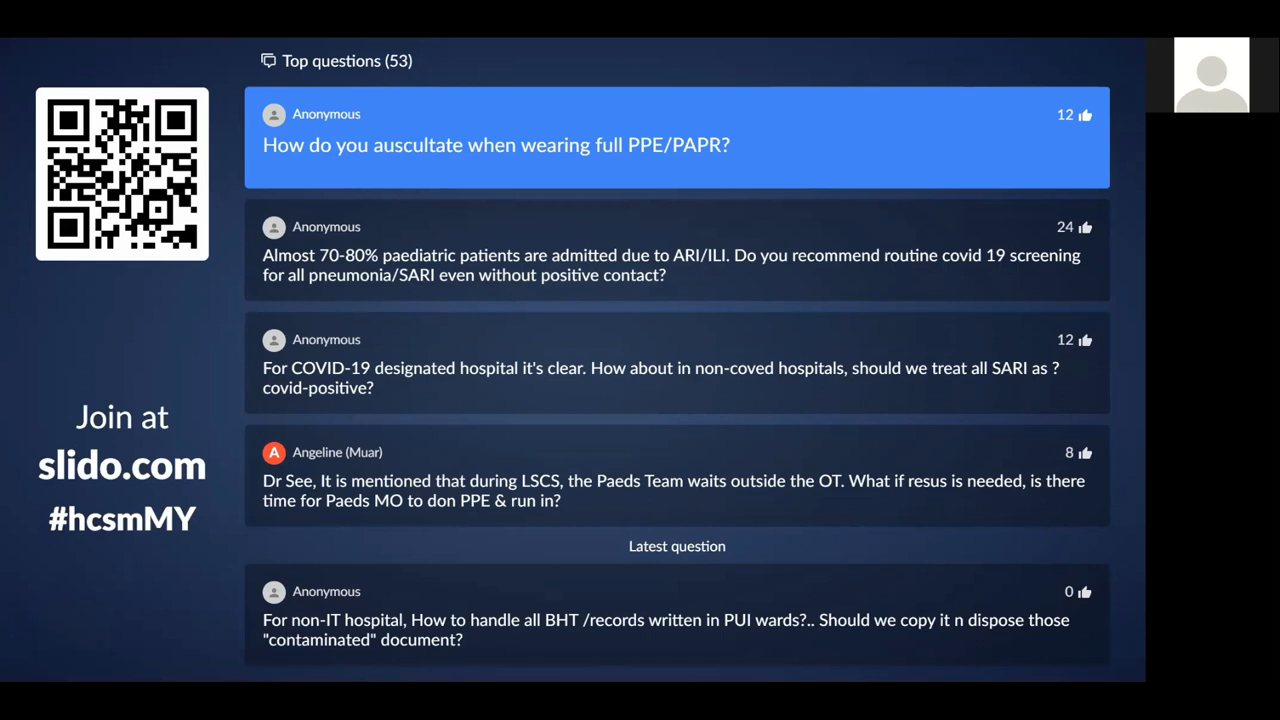 Top questions (53)
Anonymous
12
How do you auscultate when wearing full PPE/PAPR?
Anonymous
24
Almost 70-80% paediatric patients are admitted due to ARI/ILI. Do you recommend routine covid 19 screening
for all pneumonia/SARI even without positive contact?
Anonymous
12
For COVID-19 designated hospital it's clear. How about in non-coved hospitals, should we treat all SARI as ?
covid-positive?
A
Angeline (Muar)
8
Dr See, It is mentioned that during LSCS, the Paeds Team waits outside the OT. What if resus is needed, is there
time for Paeds MO to don PPE & run in?
Latest question
Anonymous
0
For non-IT hospital, How to handle all BHT /records written in PUI wards?.. Should we copy it n dispose those
"contaminated" document?
Join at
slido.com
#hcsmMY